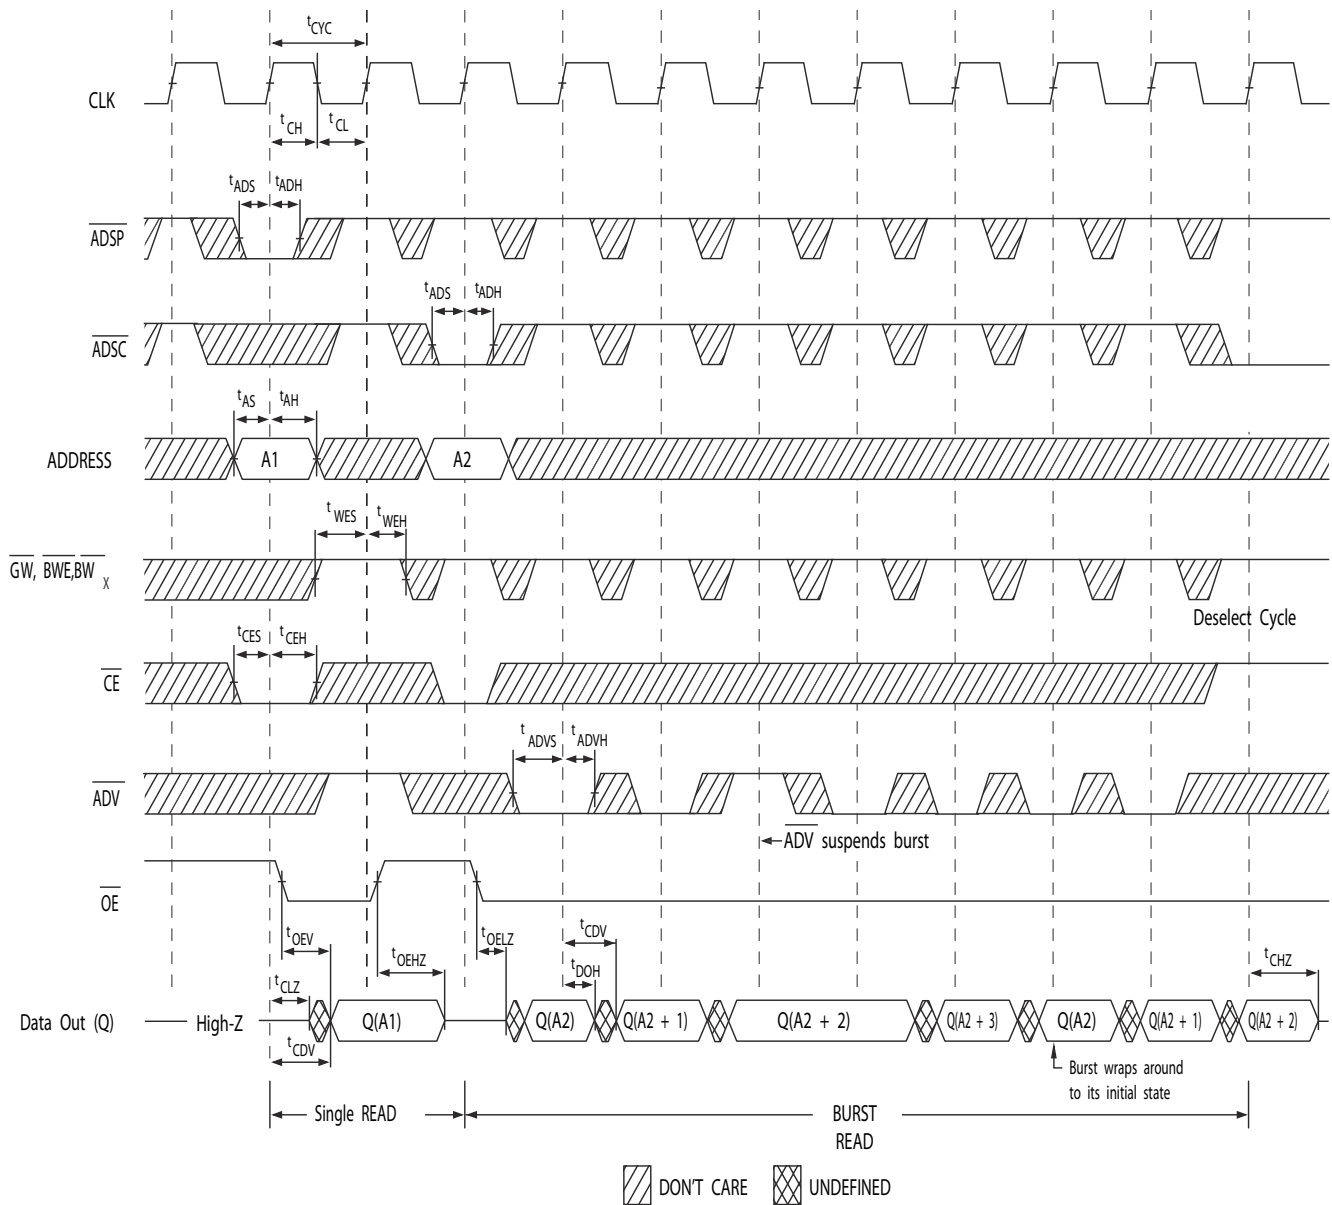 tCYC
CLK
tCH tCL
tADS tADH
ADSP
tADS tADH
ADSC
tAS tAH
ADDRESS A1 A2
tWES tWEH
GW, BWE,BWX
Deselect Cycle
tCES tCEH
CE
tADVS tADVH
ADV
ADV suspends burst
OE
tOEV tOEHZ tOELZ tCDV tCHZ
tCLZ tDOH
Data Out (Q) High-Z Q(A1) Q(A2) Q(A2 + 1) Q(A2 + 2) Q(A2 + 3) Q(A2) Q(A2 + 1) Q(A2 + 2)
tCDV
Burst wraps around
to its initial state
Single READ BURST
READ
DON'T CARE UNDEFINED